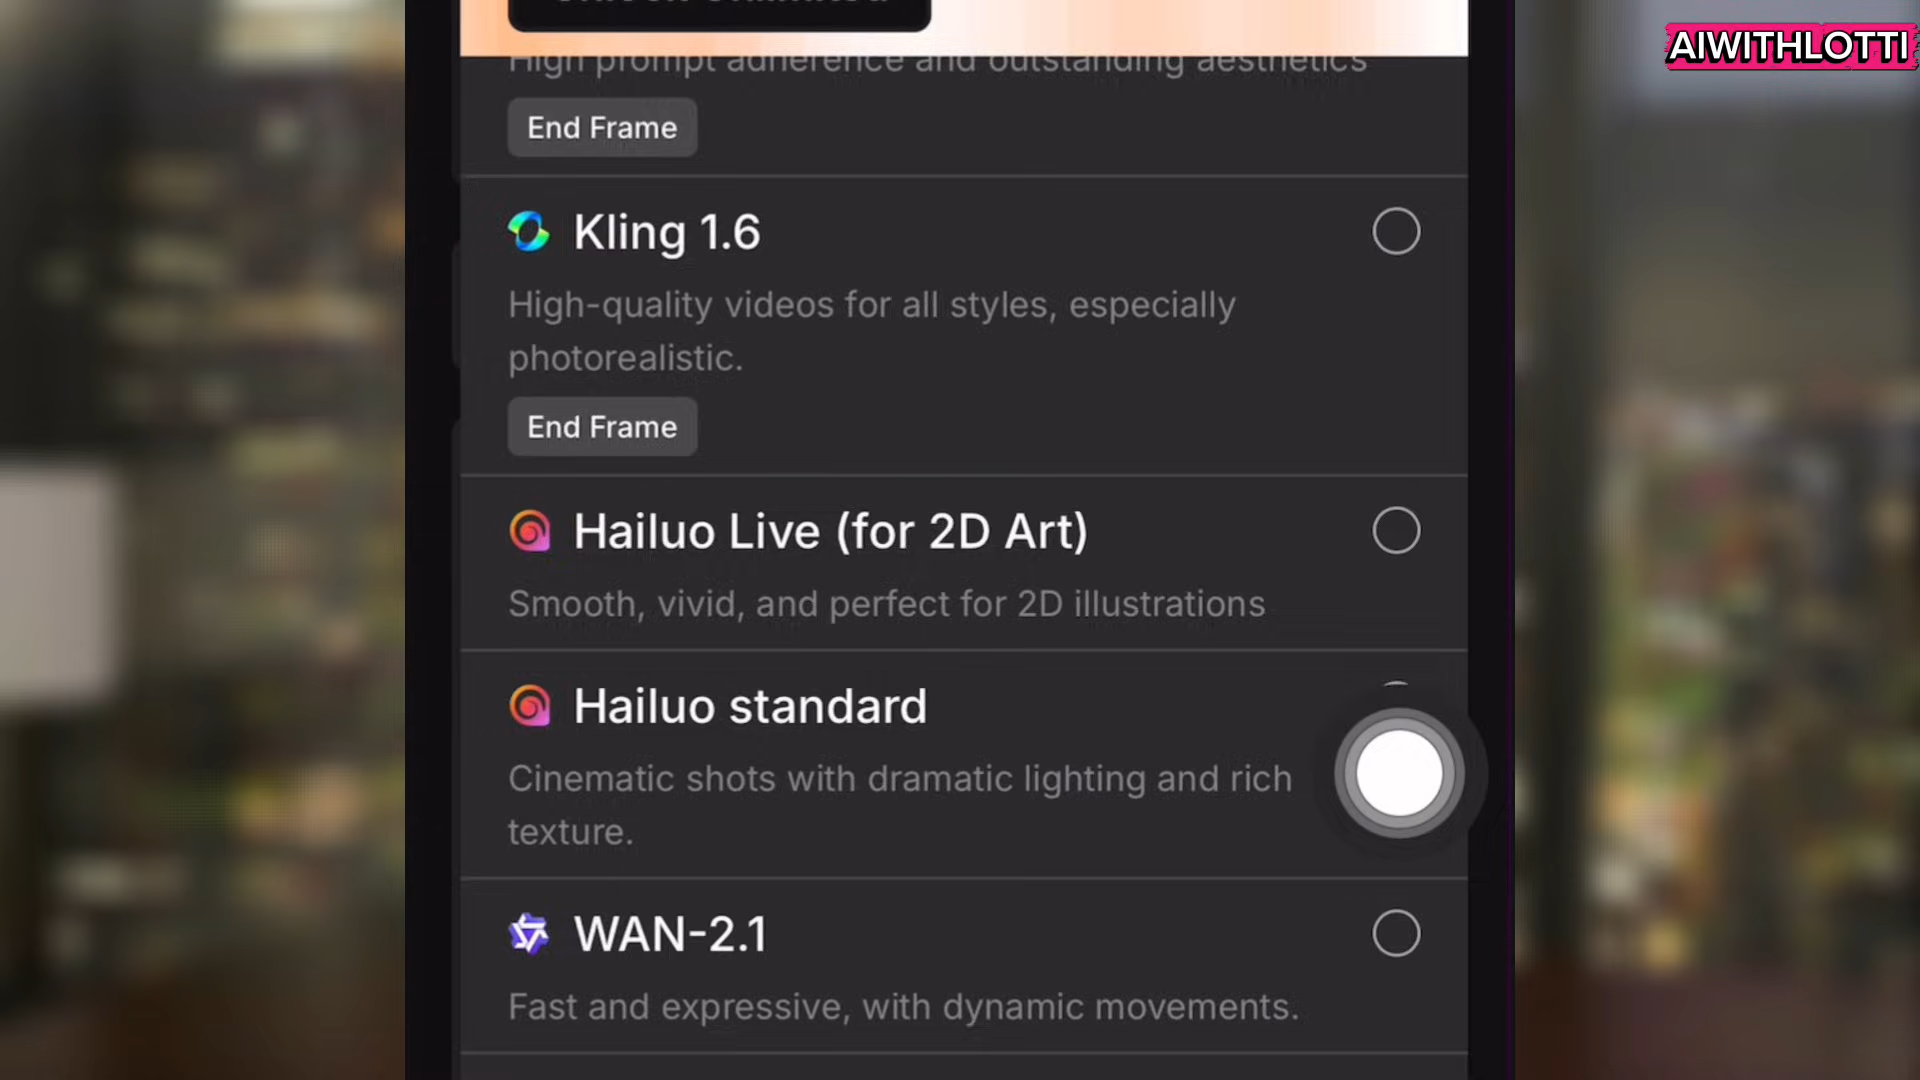 AIWITHLOTTI
High prompt adherence and outstanding aesthetics
End Frame
Kling 1.6
High-quality videos for all styles, especially
photorealistic.
End Frame
Hailuo Live (for 2D Art)
Smooth, vivid, and perfect for 2D illustrations
Hailuo standard
Cinematic shots with dramatic lighting and rich
texture.
WAN-2.1
Fast and expressive, with dynamic movements.